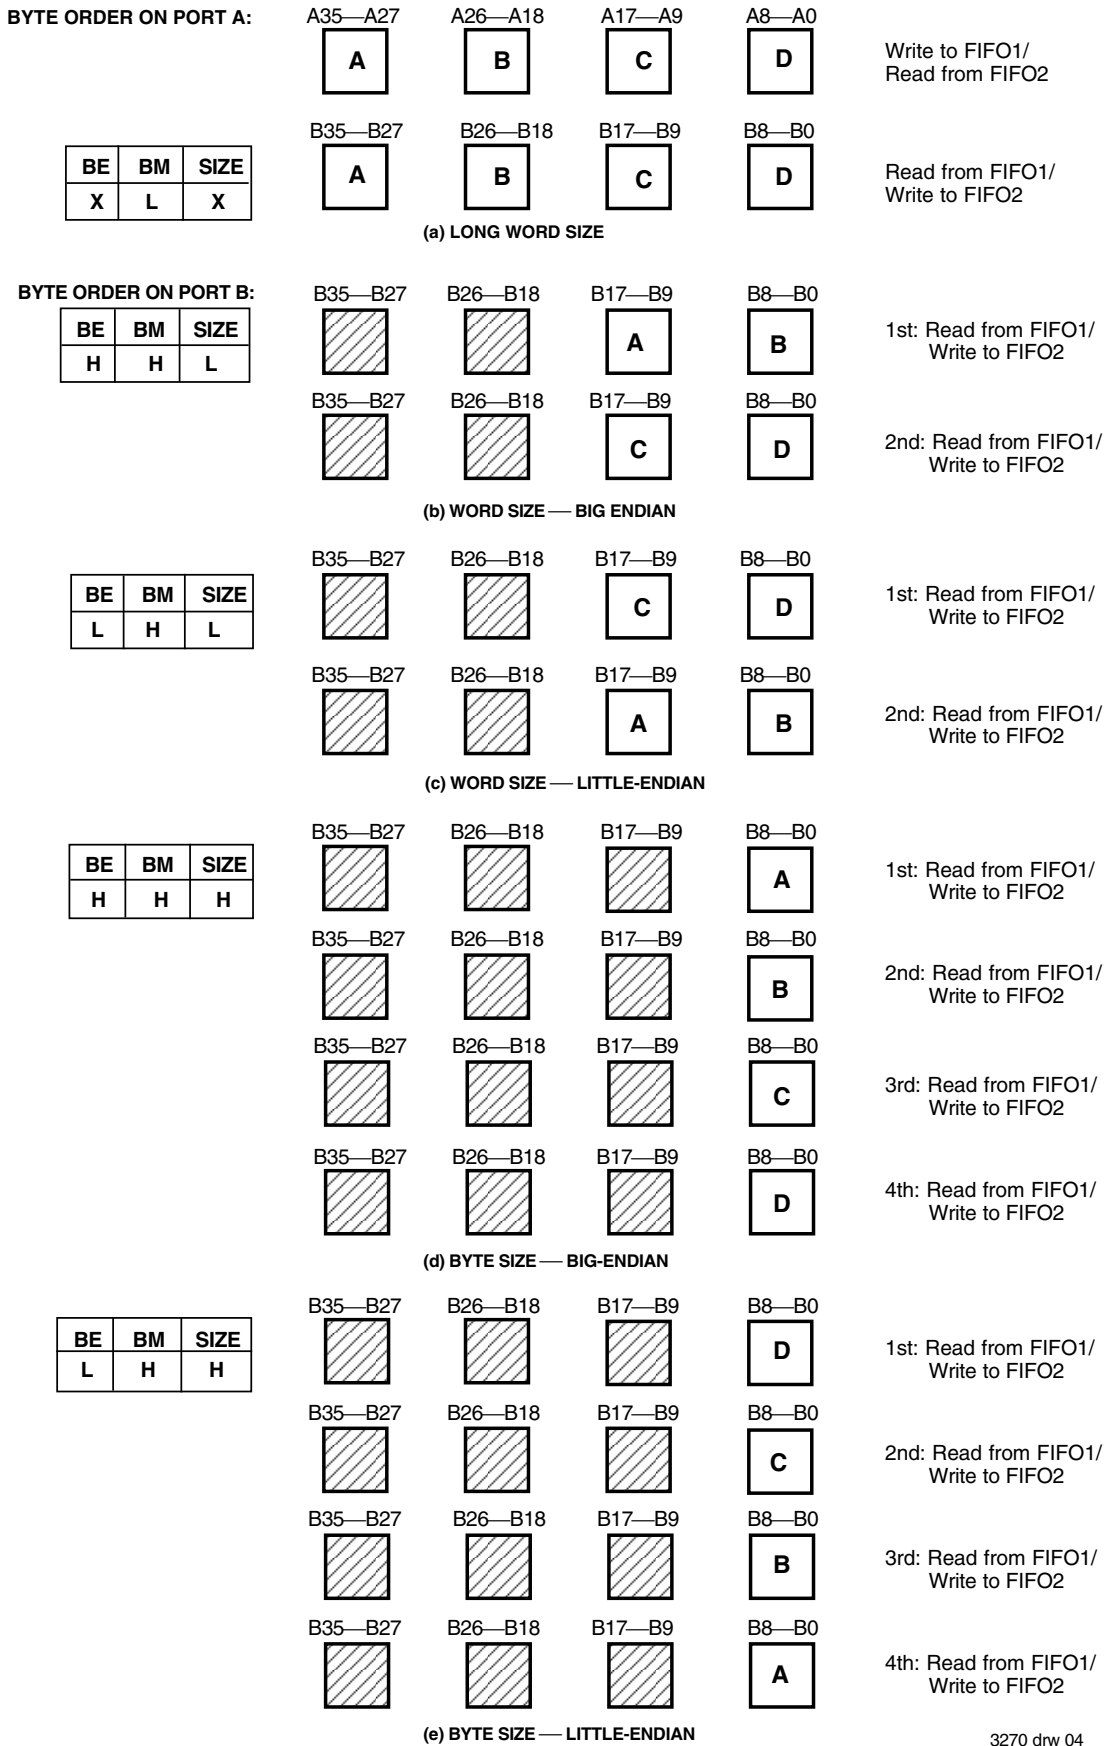 BYTE ORDER ON PORT A:
A35—A27 A26—A18 A17—A9 A8—A0
A B C D
Write to FIFO1/
Read from FIFO2
B35—B27 B26—B18 B17—B9 B8—B0
BE BM SIZE
X L X
A B C D
Read from FIFO1/
Write to FIFO2
(a) LONG WORD SIZE
BYTE ORDER ON PORT B:
B35—B27 B26—B18 B17—B9 B8—B0
BE BM SIZE
H H L
A B
1st: Read from FIFO1/
Write to FIFO2
B35—B27 B26—B18 B17—B9 B8—B0
C D
2nd: Read from FIFO1/
Write to FIFO2
(b) WORD SIZE — BIG ENDIAN
B35—B27 B26—B18 B17—B9 B8—B0
BE BM SIZE
L H L
C D
1st: Read from FIFO1/
Write to FIFO2
B35—B27 B26—B18 B17—B9 B8—B0
A B
2nd: Read from FIFO1/
Write to FIFO2
(c) WORD SIZE — LITTLE-ENDIAN
B35—B27 B26—B18 B17—B9 B8—B0
BE BM SIZE
H H H
A
1st: Read from FIFO1/
Write to FIFO2
B35—B27 B26—B18 B17—B9 B8—B0
B
2nd: Read from FIFO1/
Write to FIFO2
B35—B27 B26—B18 B17—B9 B8—B0
C
3rd: Read from FIFO1/
Write to FIFO2
B35—B27 B26—B18 B17—B9 B8—B0
D
4th: Read from FIFO1/
Write to FIFO2
(d) BYTE SIZE — BIG-ENDIAN
B35—B27 B26—B18 B17—B9 B8—B0
BE BM SIZE
L H H
D
1st: Read from FIFO1/
Write to FIFO2
B35—B27 B26—B18 B17—B9 B8—B0
C
2nd: Read from FIFO1/
Write to FIFO2
B35—B27 B26—B18 B17—B9 B8—B0
B
3rd: Read from FIFO1/
Write to FIFO2
B35—B27 B26—B18 B17—B9 B8—B0
A
4th: Read from FIFO1/
Write to FIFO2
(e) BYTE SIZE — LITTLE-ENDIAN
3270 drw 04